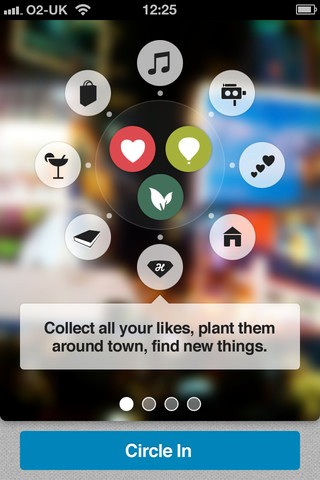 O2-UK 12:25
Collect all your likes, plant them
around town, find new things.
Circle In